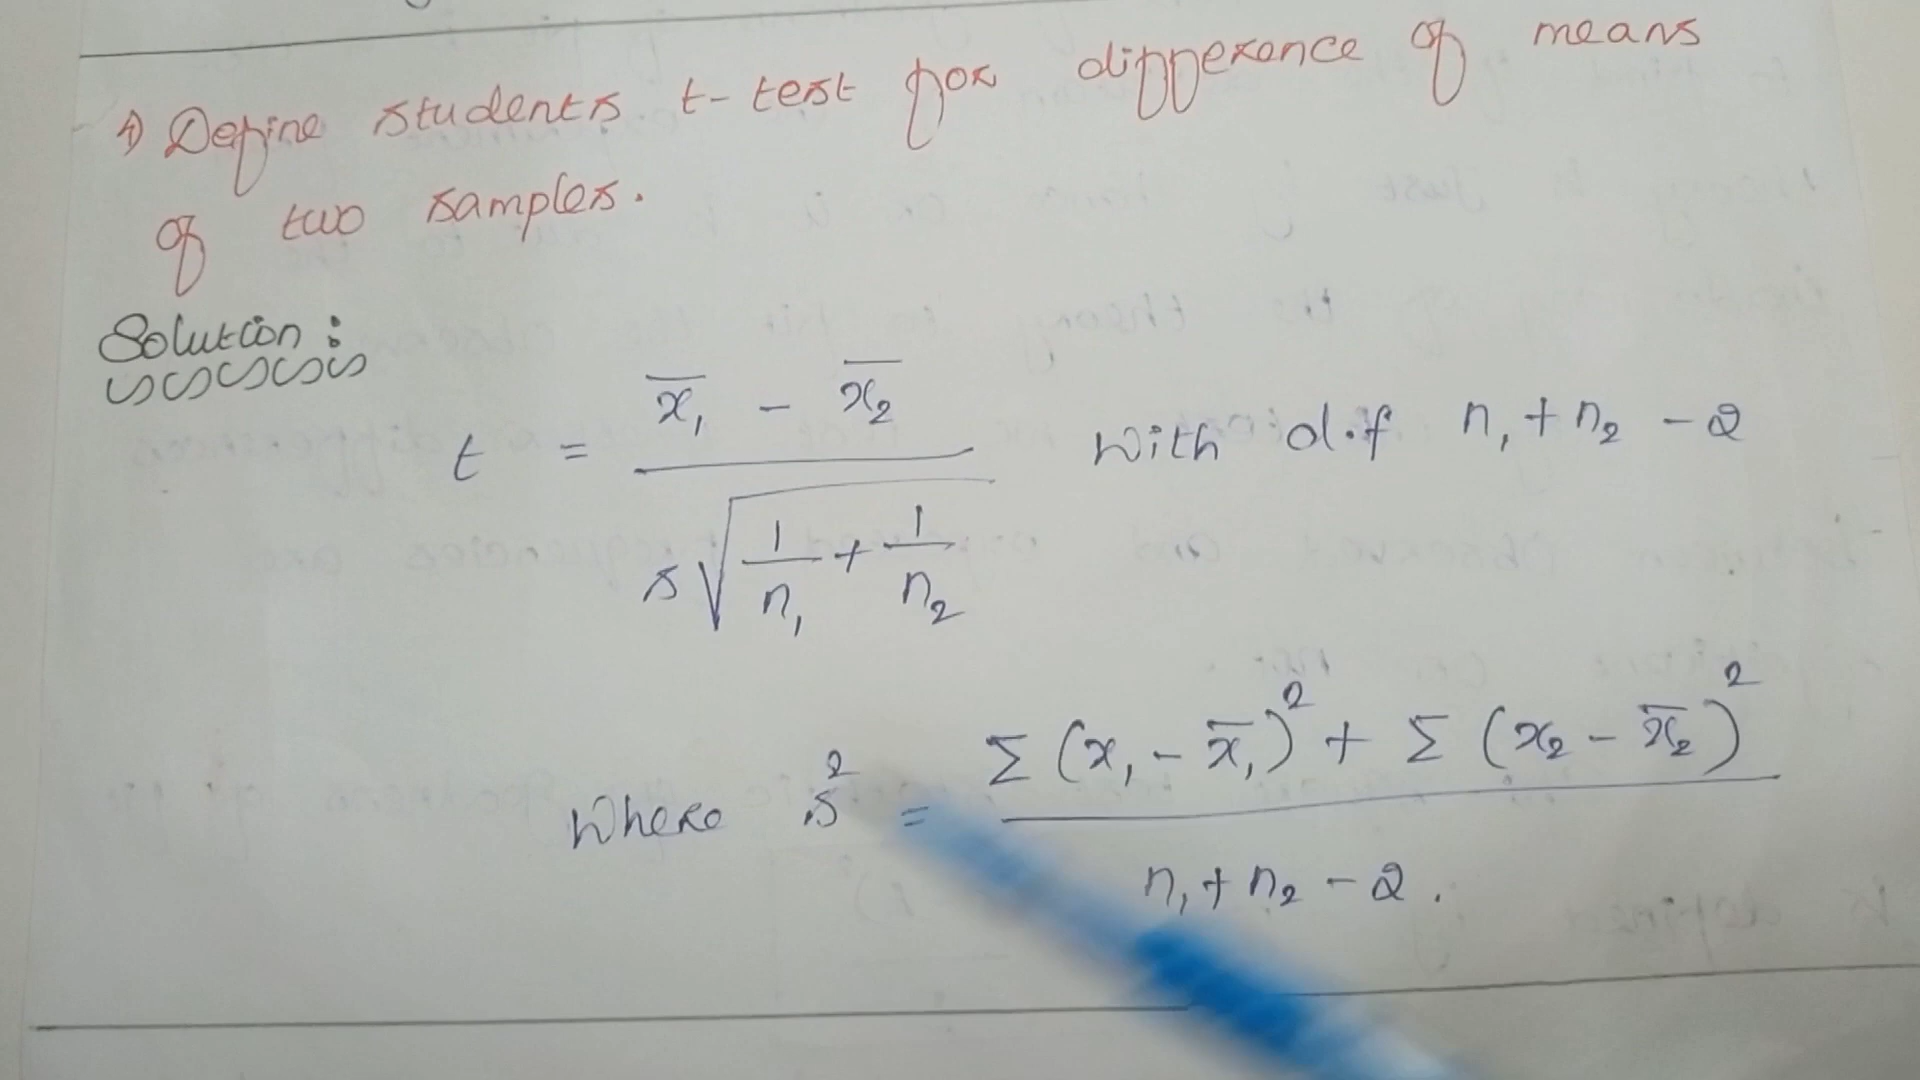 4) Define students t-test for difference of means
of two samples.
Solution :
t = x̄₁ - x̄₂ / s√(1/n₁ + 1/n₂) with d.f n₁ + n₂ - 2
where s² = Σ(x₁ - x̄₁)² + Σ(x₂ - x̄₂)² / n₁ + n₂ - 2.